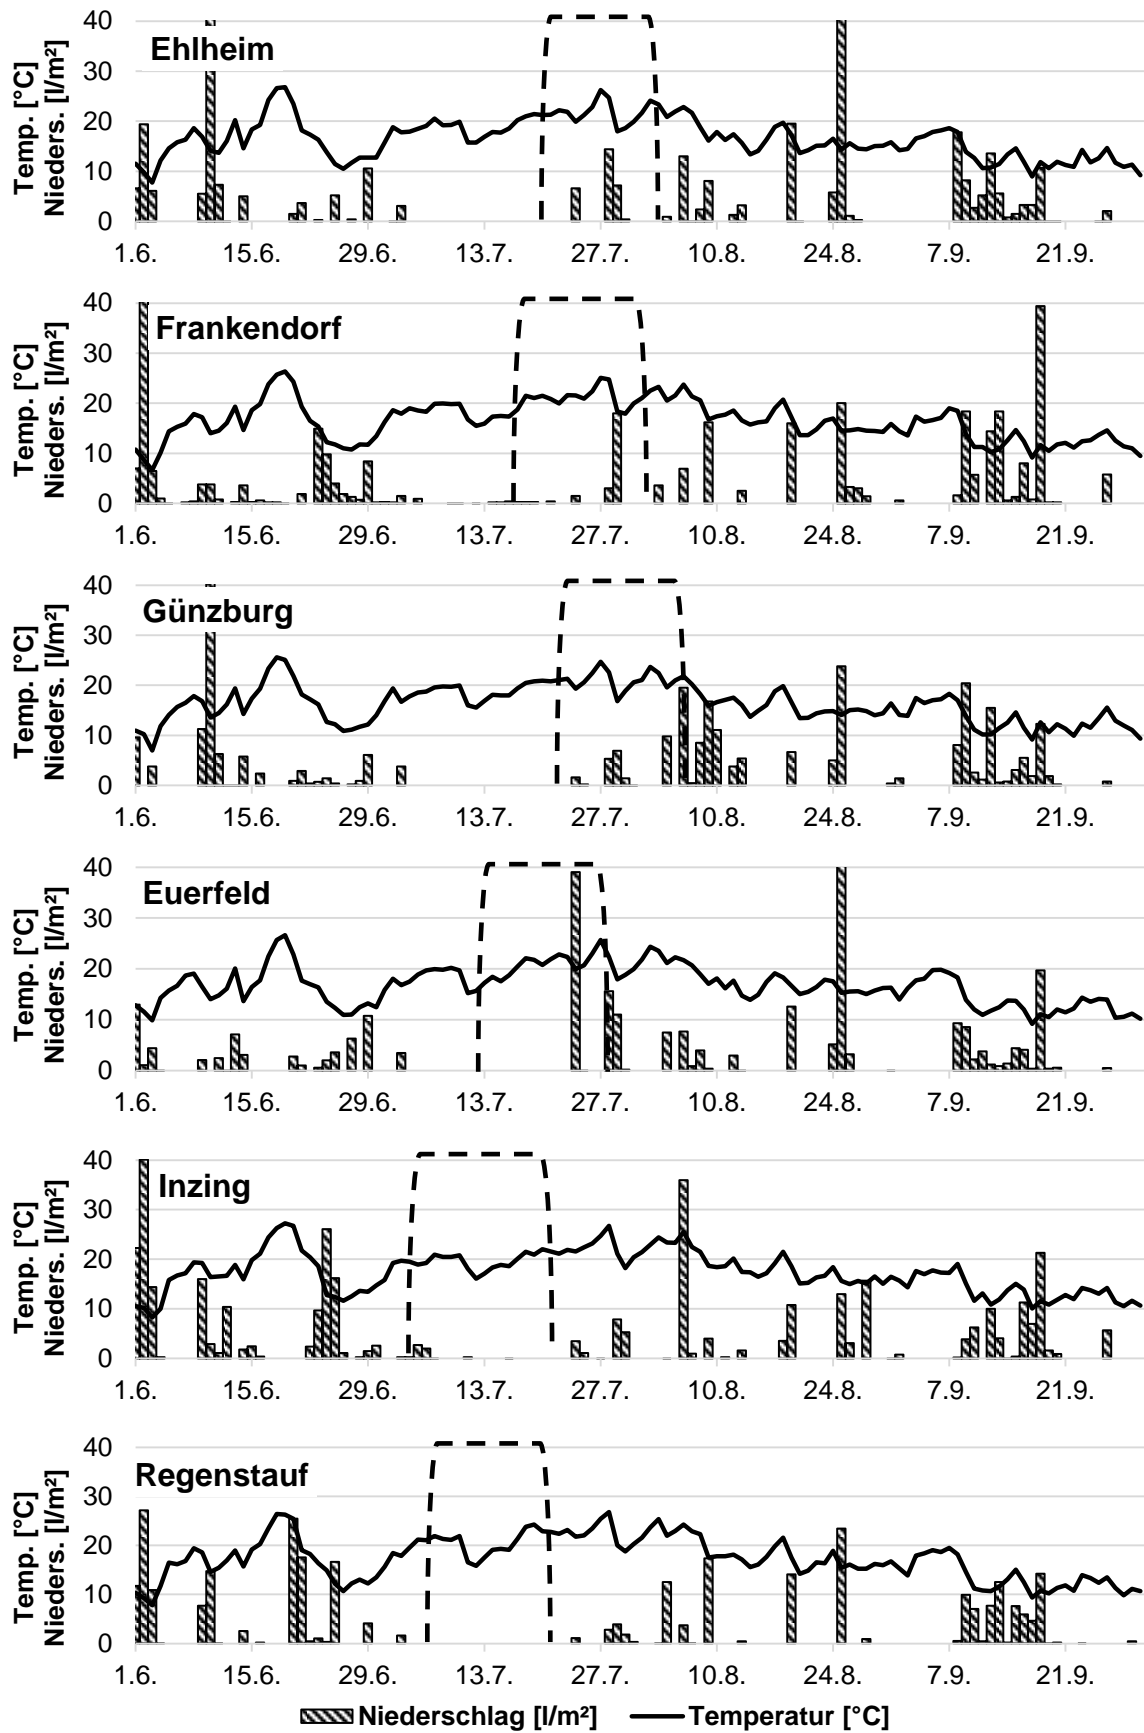 Temp. [°C]
Nieders. [l/m²]
40
30
20
10
0
Ehlheim
1.6. 15.6. 29.6. 13.7. 27.7. 10.8. 24.8. 7.9. 21.9.
Temp. [°C]
Nieders. [l/m²]
40
30
20
10
0
Frankendorf
1.6. 15.6. 29.6. 13.7. 27.7. 10.8. 24.8. 7.9. 21.9.
Temp. [°C]
Nieders. [l/m²]
40
30
20
10
0
Günzburg
1.6. 15.6. 29.6. 13.7. 27.7. 10.8. 24.8. 7.9. 21.9.
Temp. [°C]
Nieders. [l/m²]
40
30
20
10
0
Euerfeld
1.6. 15.6. 29.6. 13.7. 27.7. 10.8. 24.8. 7.9. 21.9.
Temp. [°C]
Nieders. [l/m²]
40
30
20
10
0
Inzing
1.6. 15.6. 29.6. 13.7. 27.7. 10.8. 24.8. 7.9. 21.9.
Temp. [°C]
Nieders. [l/m²]
40
30
20
10
0
Regenstauf
1.6. 15.6. 29.6. 13.7. 27.7. 10.8. 24.8. 7.9. 21.9.
Niederschlag [l/m²] Temperatur [°C]